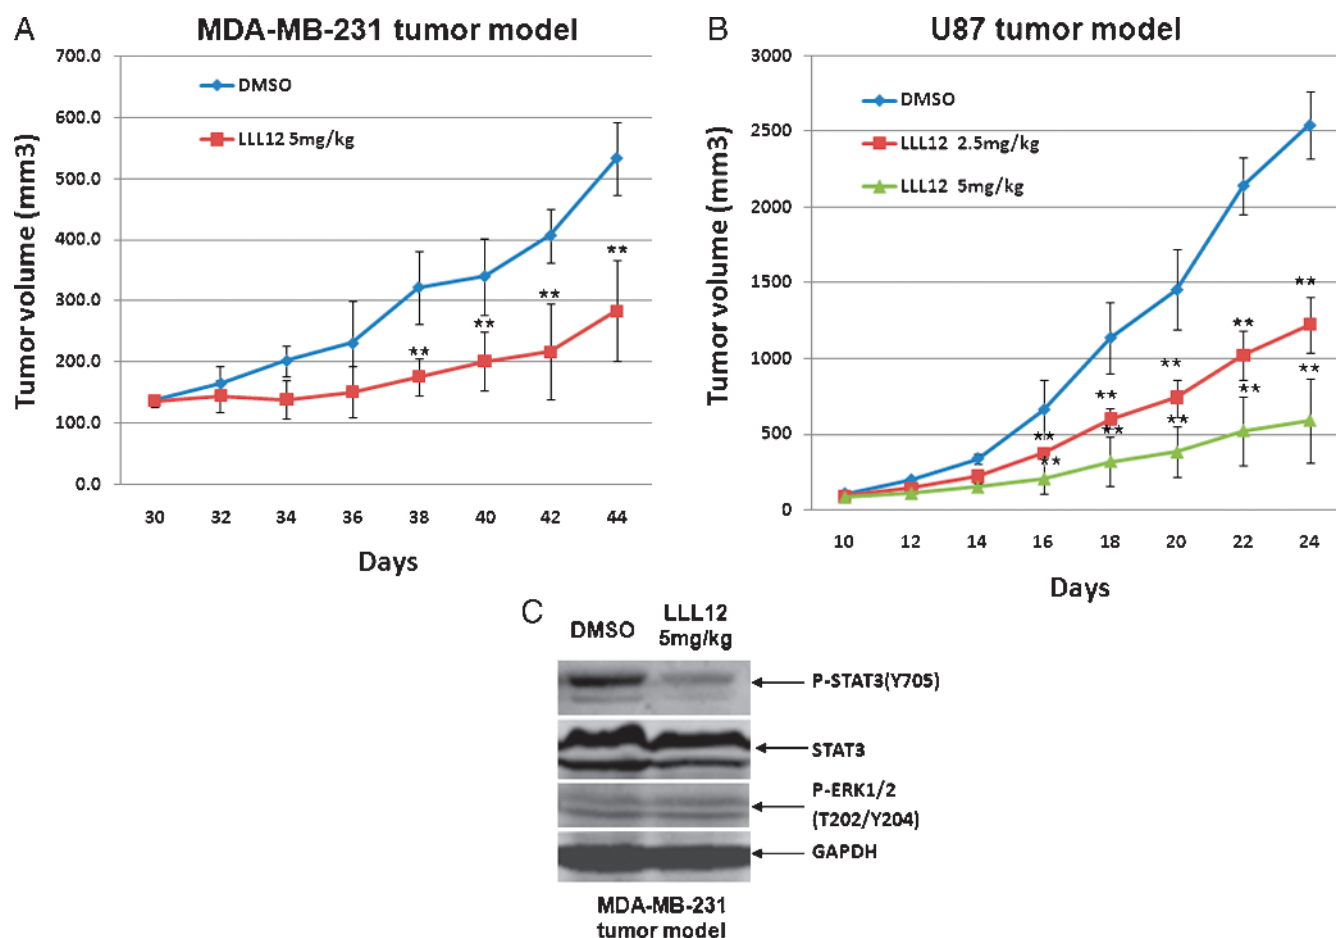 A
MDA-MB-231 tumor model
700.0
600.0
500.0
400.0
300.0
200.0
100.0
0.0
Tumor volume (mm3)
DMSO
LLL12 5mg/kg
**
**
**
**
30 32 34 36 38 40 42 44
Days
B
U87 tumor model
3000
2500
2000
1500
1000
500
0
Tumor volume (mm3)
DMSO
LLL12 2.5mg/kg
LLL12 5mg/kg
**
**
**
**
**
**
**
**
**
**
10 12 14 16 18 20 22 24
Days
C
DMSO
LLL12
5mg/kg
P-STAT3(Y705)
STAT3
P-ERK1/2
(T202/Y204)
GAPDH
MDA-MB-231
tumor model